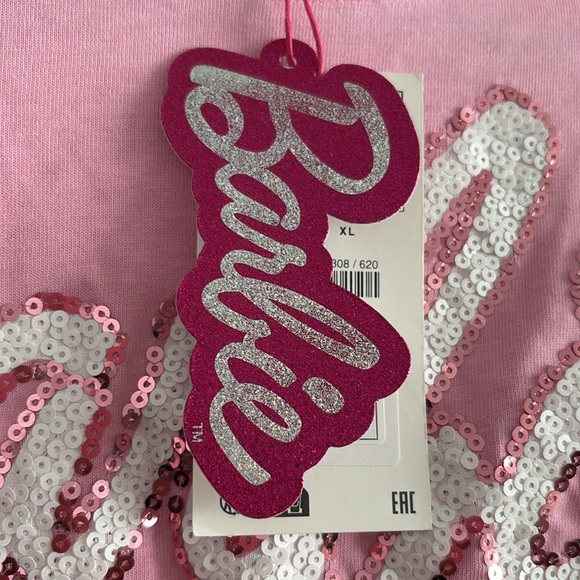 Barbie
TM
XL
308 / 620
EAC